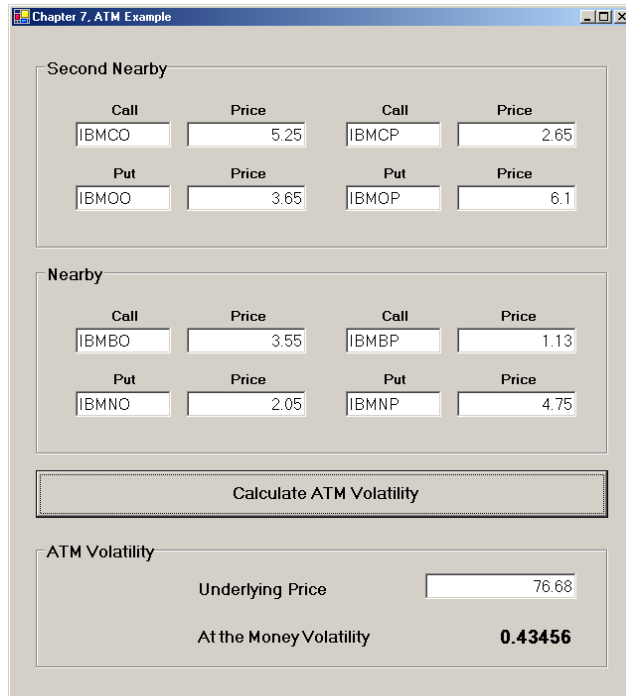 Chapter 7, ATM Example
Second Nearby
Call Price Call Price
IBMCO 5.25 IBMCP 2.65
Put Price Put Price
IBMOO 3.65 IBMOP 6.1
Nearby
Call Price Call Price
IBMBO 3.55 IBMBP 1.13
Put Price Put Price
IBMNO 2.05 IBMNP 4.75
Calculate ATM Volatility
ATM Volatility
Underlying Price 76.68
At the Money Volatility 0.43456